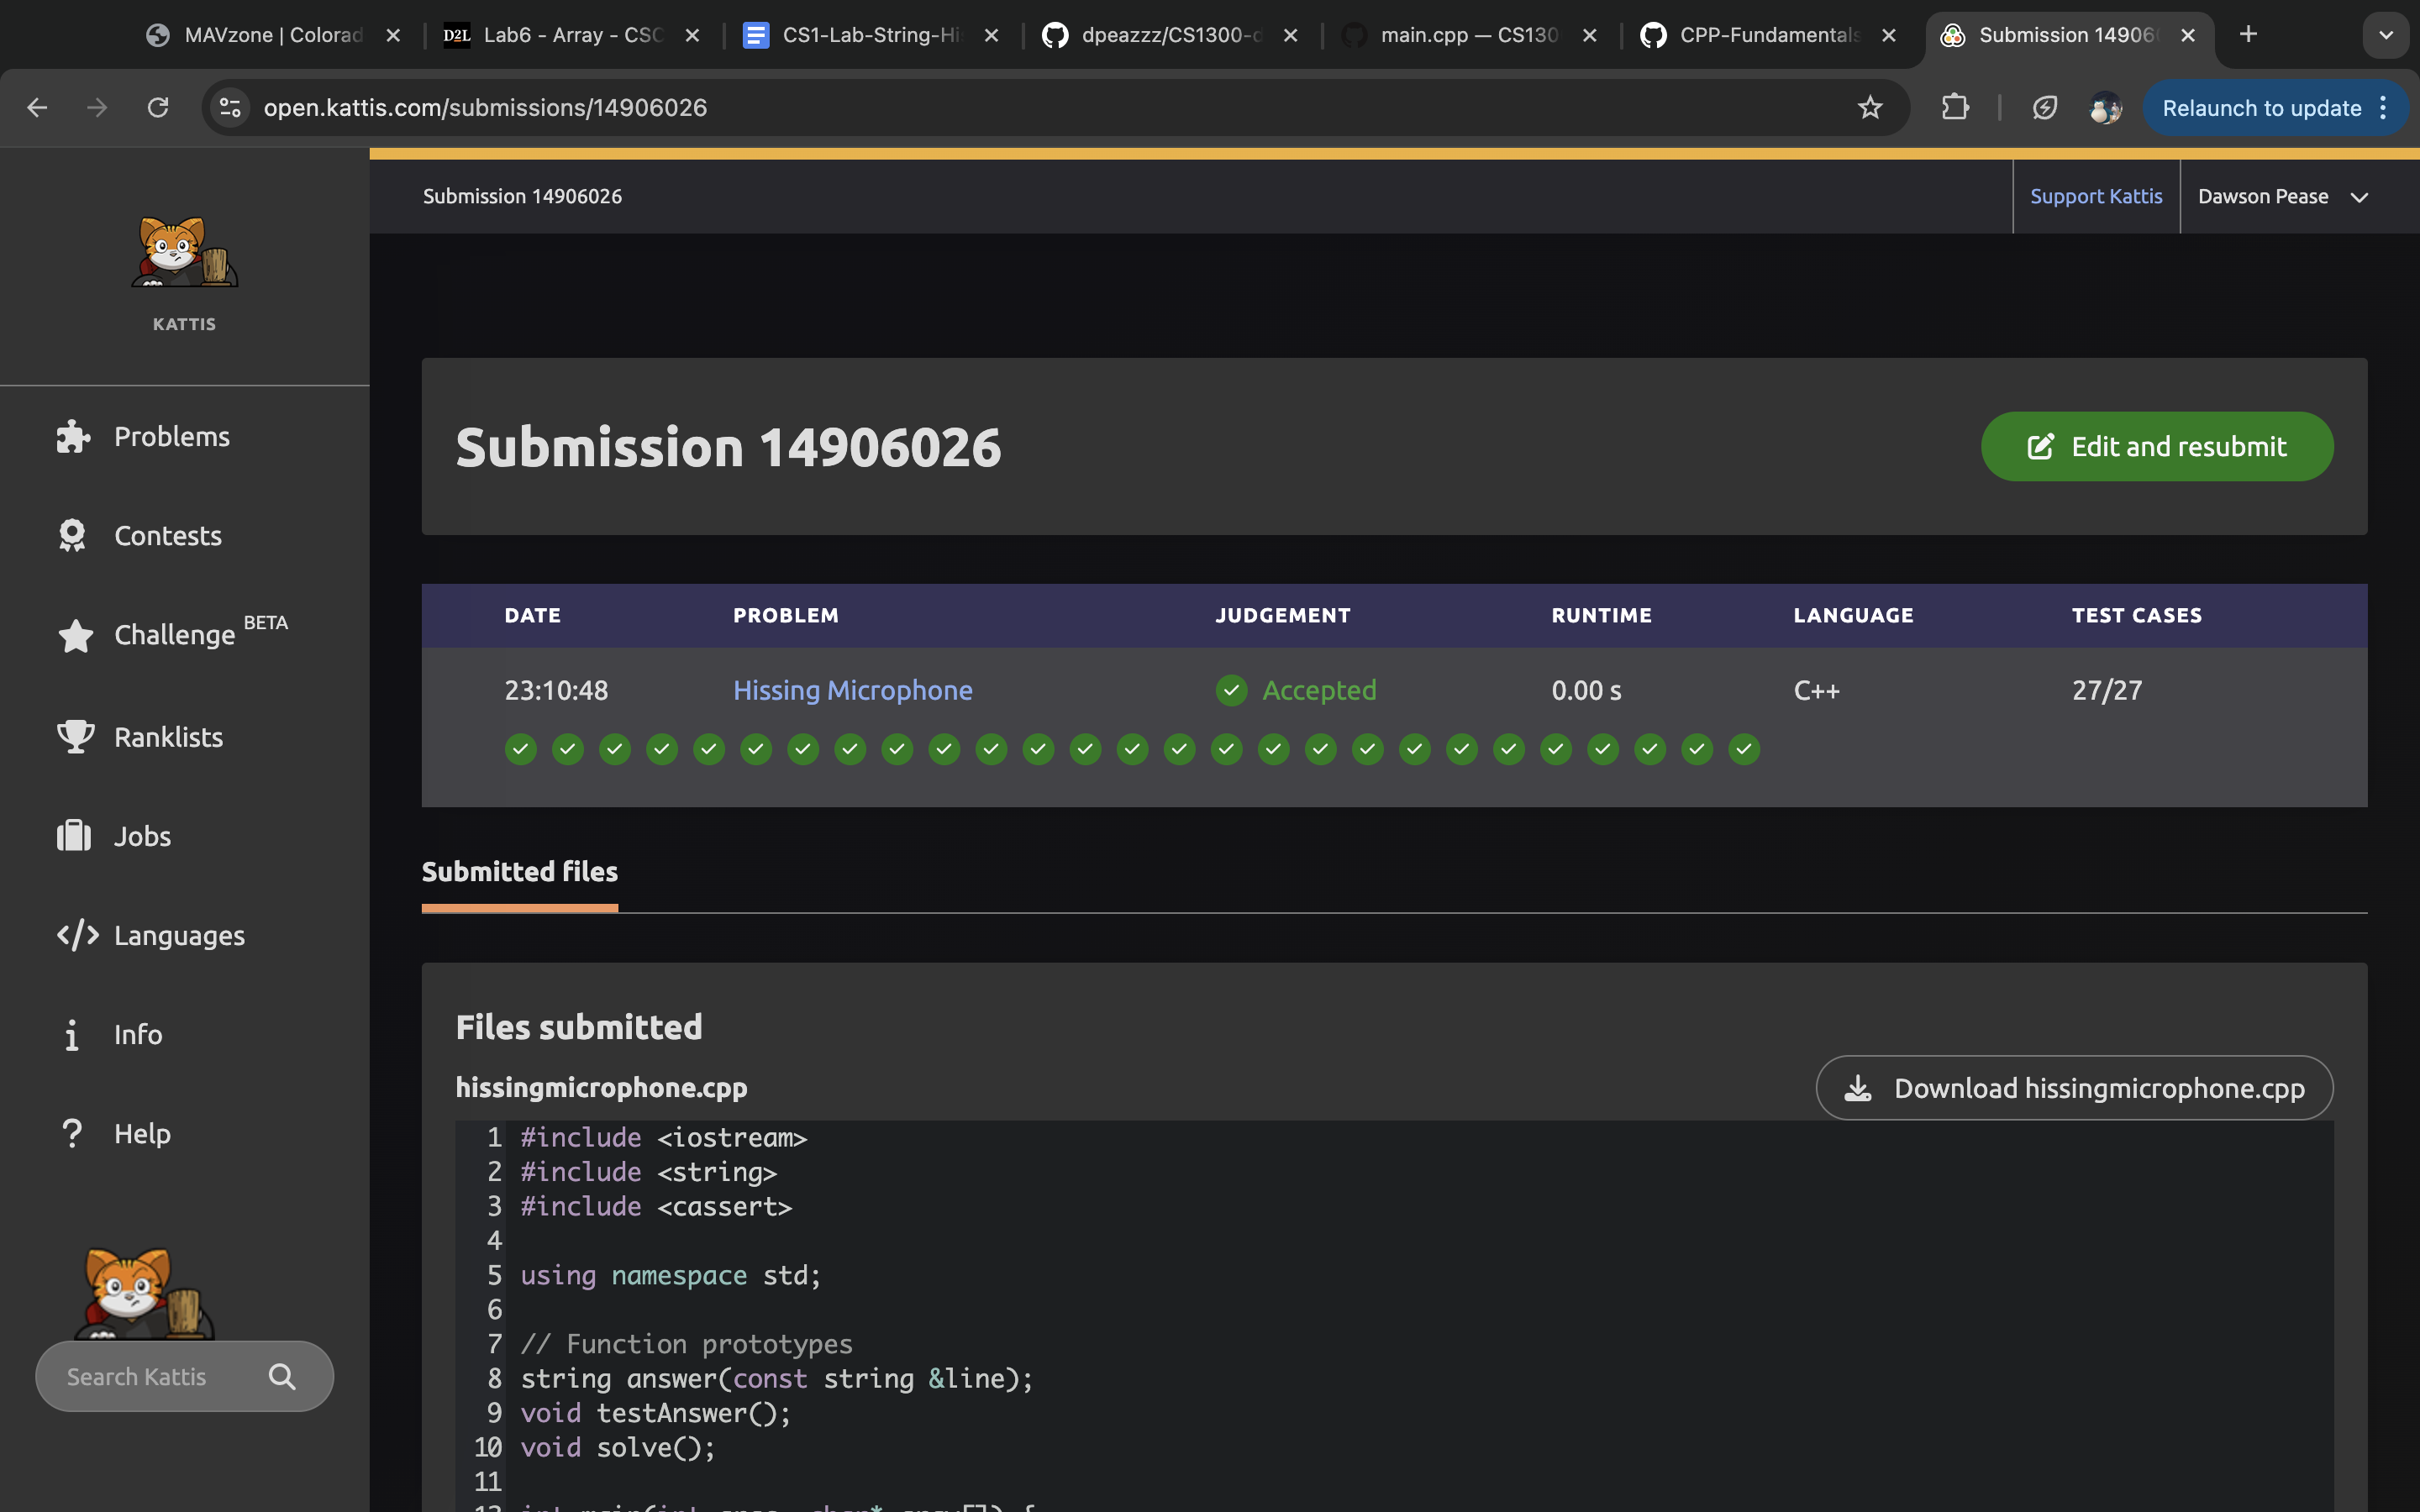 MAVzone | Colorad
D2L Lab6 - Array - CSC
CS1-Lab-String-Hi
dpeazzz/CS1300-d
main.cpp — CS130
CPP-Fundamentals
Submission 14906
open.kattis.com/submissions/14906026
Relaunch to update
KATTIS
Problems
Contests
Challenge BETA
Ranklists
Jobs
Languages
Info
Help
Search Kattis
Submission 14906026
Support Kattis
Dawson Pease
Submission 14906026
Edit and resubmit
DATE PROBLEM JUDGEMENT RUNTIME LANGUAGE TEST CASES
23:10:48 Hissing Microphone Accepted 0.00 s C++ 27/27
Submitted files
Files submitted
hissingmicrophone.cpp
Download hissingmicrophone.cpp
1 #include <iostream>
2 #include <string>
3 #include <cassert>
4
5 using namespace std;
6
7 // Function prototypes
8 string answer(const string &line);
9 void testAnswer();
10 void solve();
11